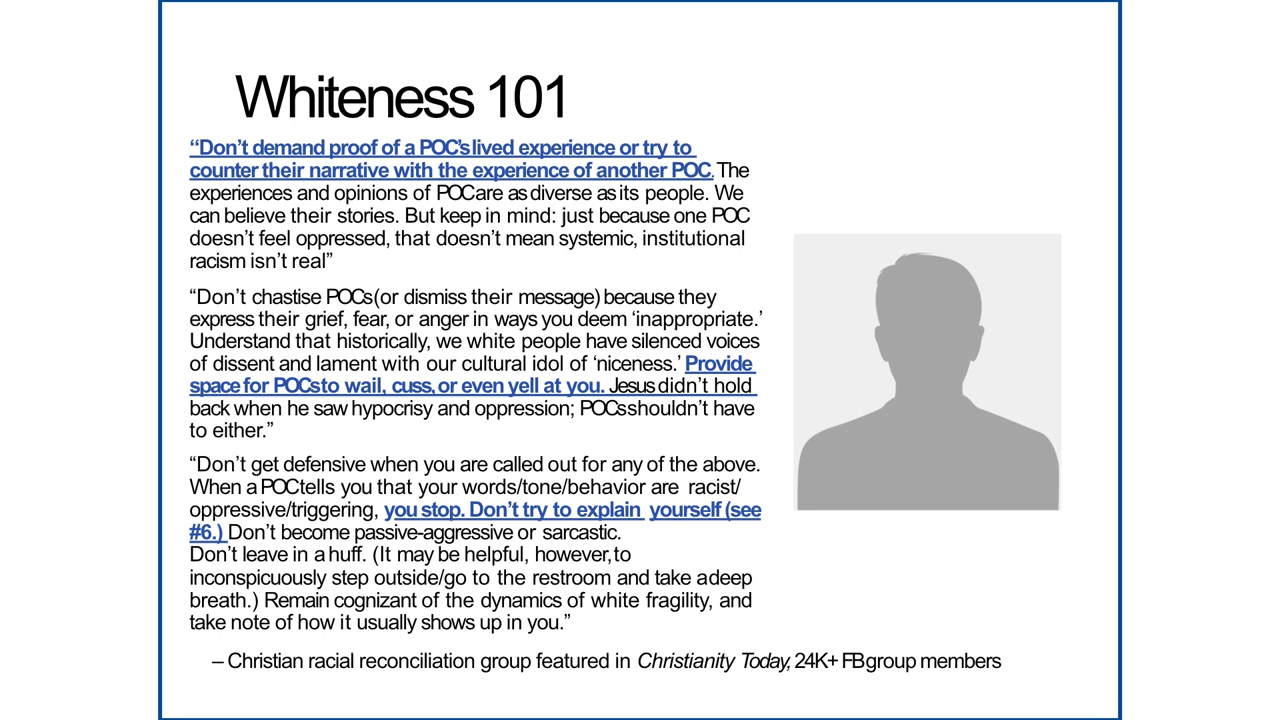 Whiteness 101
“Don’t demand proof of a POC’s lived experience or try to
counter their narrative with the experience of another POC. The
experiences and opinions of POC are as diverse as its people. We
can believe their stories. But keep in mind: just because one POC
doesn’t feel oppressed, that doesn’t mean systemic, institutional
racism isn’t real”
“Don’t chastise POCs (or dismiss their message) because they
express their grief, fear, or anger in ways you deem ‘inappropriate.’
Understand that historically, we white people have silenced voices
of dissent and lament with our cultural idol of ‘niceness.’ Provide
space for POCs to wail, cuss, or even yell at you. Jesus didn’t hold
back when he saw hypocrisy and oppression; POCs shouldn’t have
to either.”
“Don’t get defensive when you are called out for any of the above.
When a POC tells you that your words/tone/behavior are racist/
oppressive/triggering, you stop. Don’t try to explain yourself (see
#6.) Don’t become passive-aggressive or sarcastic.
Don’t leave in a huff. (It may be helpful, however, to
inconspicuously step outside/go to the restroom and take a deep
breath.) Remain cognizant of the dynamics of white fragility, and
take note of how it usually shows up in you.”
– Christian racial reconciliation group featured in Christianity Today, 24K+ FB group members